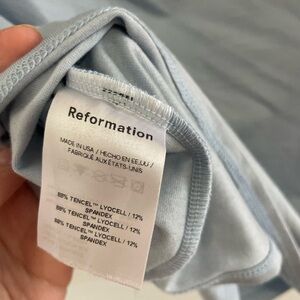 Reformation
MADE IN USA / HECHO EN EE.UU /
FABRIQUÉ AUX ÉTATS-UNIS
88% TENCEL™ LYOCELL / 12%
SPANDEX
88% TENCEL™ LYOCELL / 12%
SPANDEX
88% TENCEL™ LYOCELL / 12%
SPANDEX